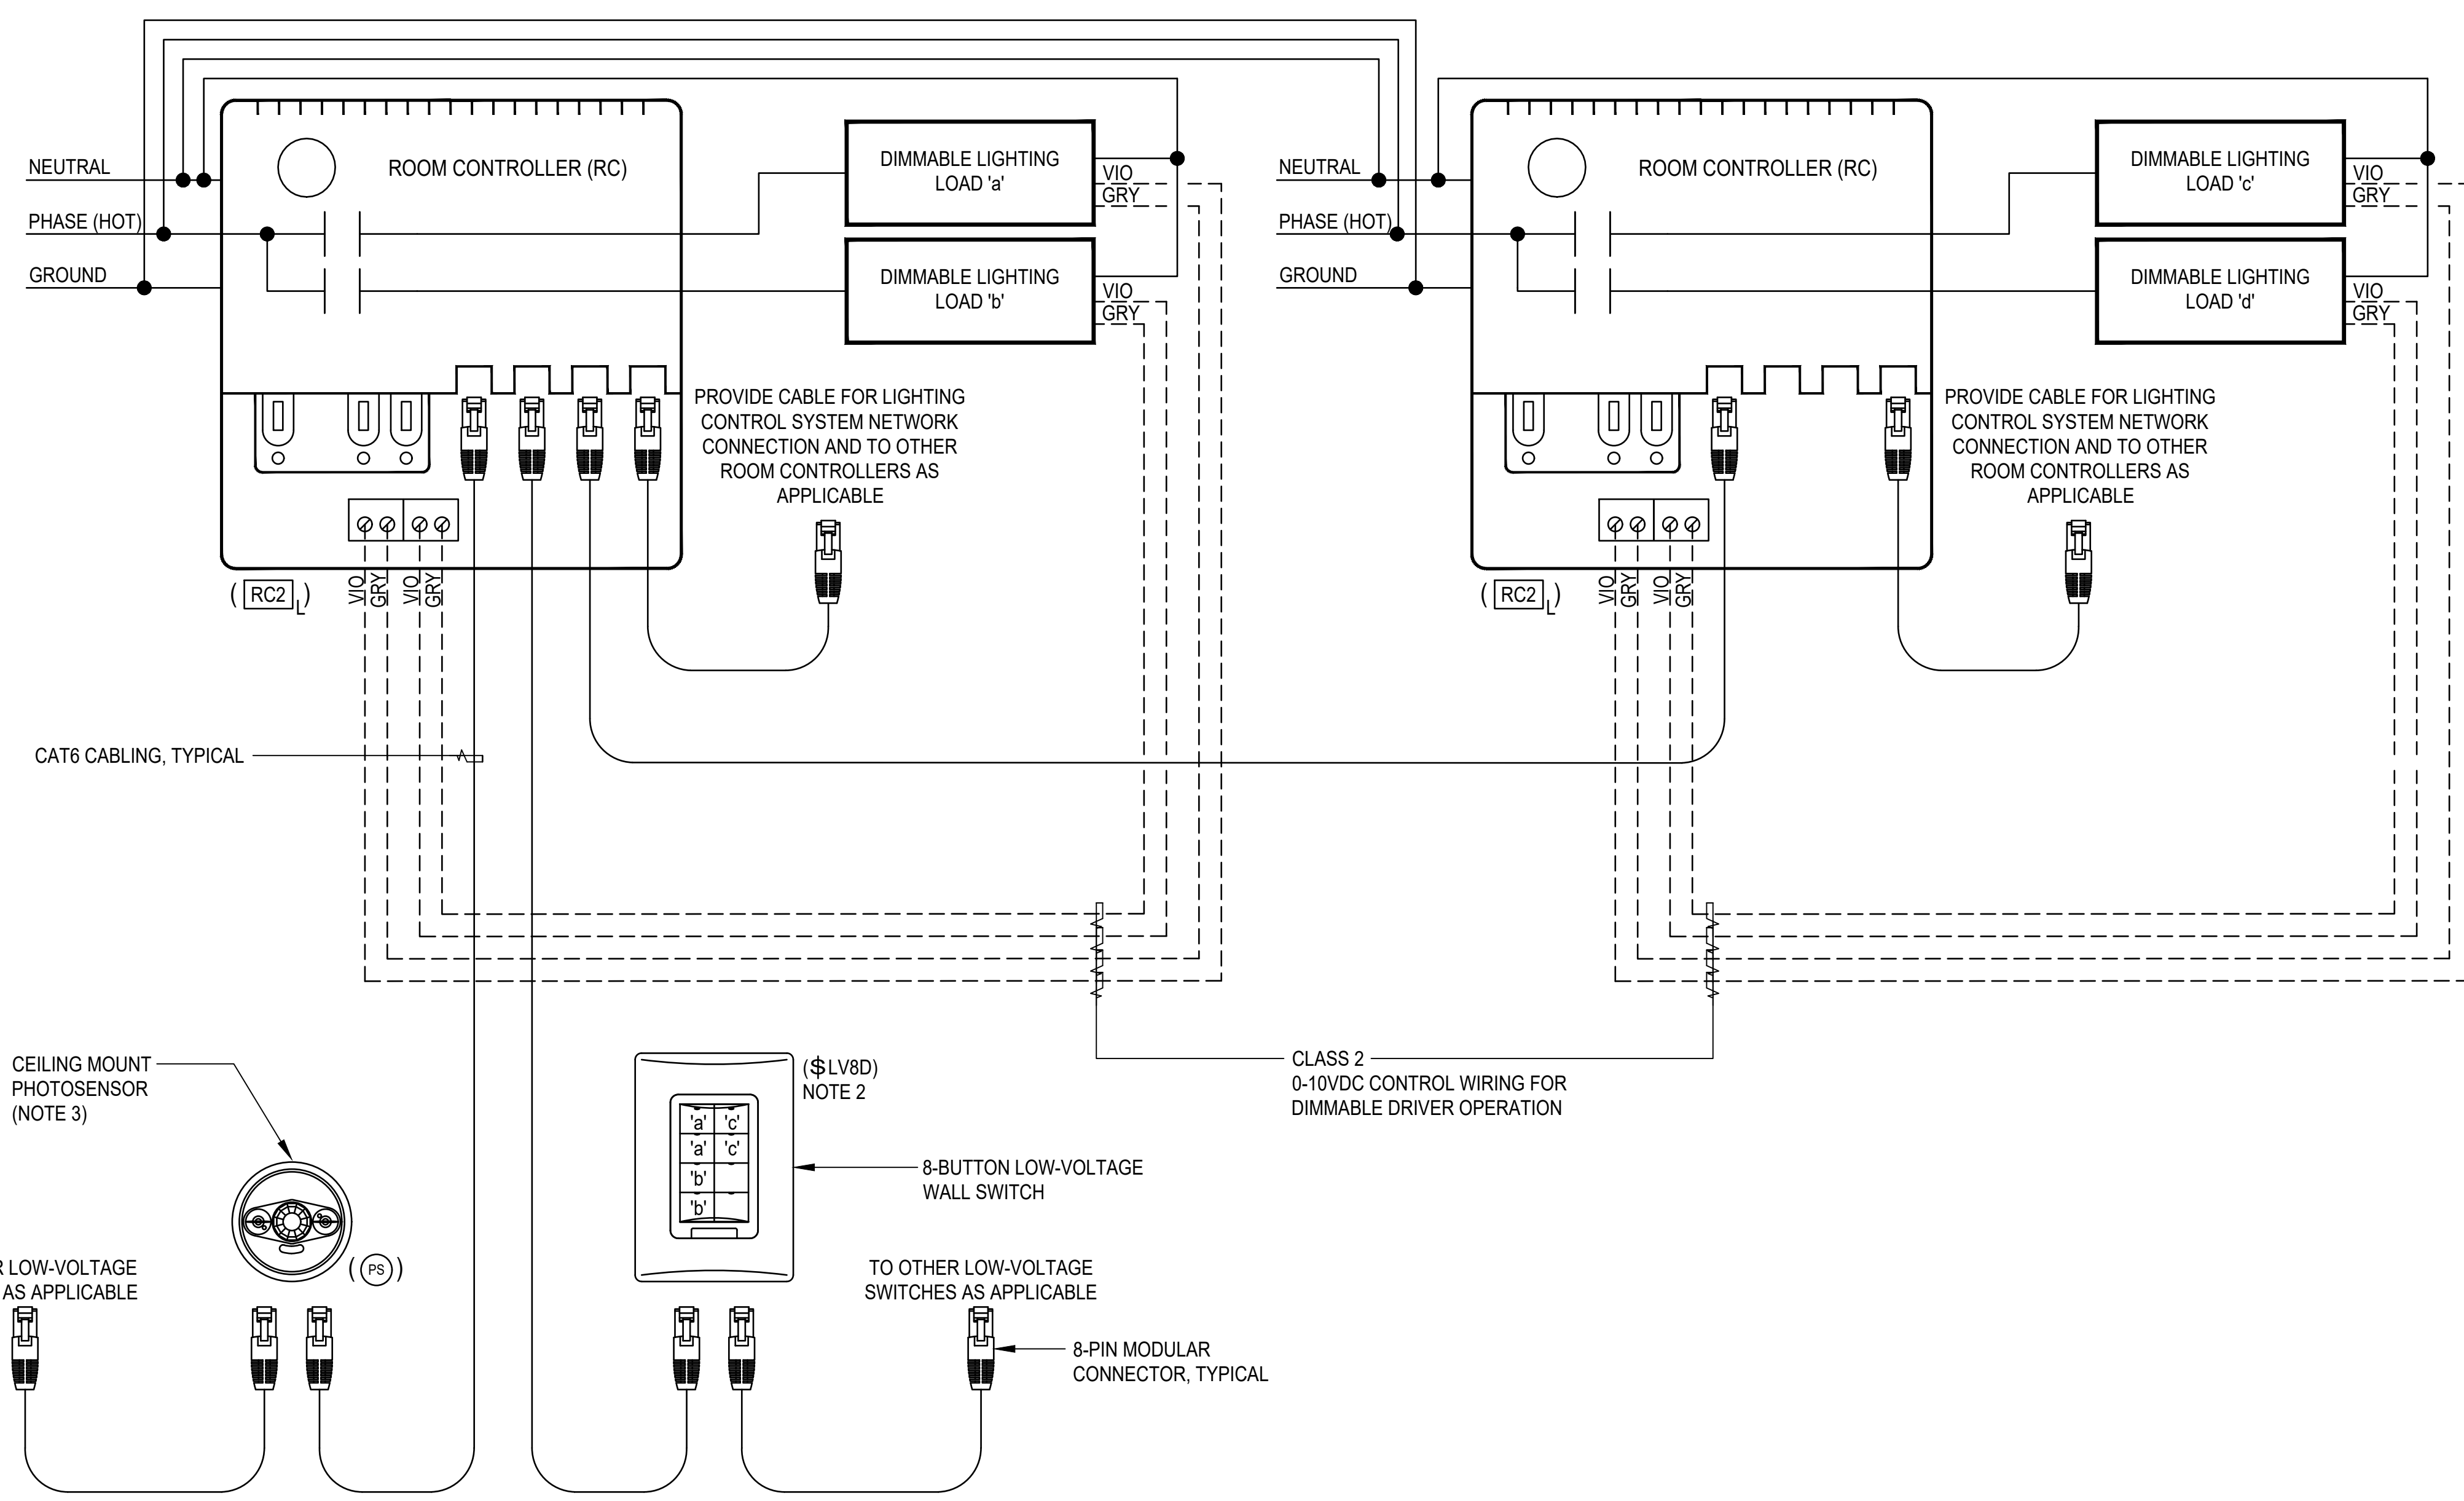 NEUTRAL
PHASE (HOT)
GROUND
ROOM CONTROLLER (RC)
DIMMABLE LIGHTING
LOAD 'a'
VIO
GRY
DIMMABLE LIGHTING
LOAD 'b'
VIO
GRY
PROVIDE CABLE FOR LIGHTING
CONTROL SYSTEM NETWORK
CONNECTION AND TO OTHER
ROOM CONTROLLERS AS
APPLICABLE
(RC2 L)
VIO
GRY
VIO
GRY
NEUTRAL
PHASE (HOT)
GROUND
ROOM CONTROLLER (RC)
DIMMABLE LIGHTING
LOAD 'c'
VIO
GRY
DIMMABLE LIGHTING
LOAD 'd'
VIO
GRY
PROVIDE CABLE FOR LIGHTING
CONTROL SYSTEM NETWORK
CONNECTION AND TO OTHER
ROOM CONTROLLERS AS
APPLICABLE
(RC2 L)
VIO
GRY
VIO
GRY
CAT6 CABLING, TYPICAL
CEILING MOUNT
PHOTOSENSOR
(NOTE 3)
(PS)
R LOW-VOLTAGE
AS APPLICABLE
($LV8D)
NOTE 2
'a' 'c'
'a' 'c'
'b'
'b'
8-BUTTON LOW-VOLTAGE
WALL SWITCH
CLASS 2
0-10VDC CONTROL WIRING FOR
DIMMABLE DRIVER OPERATION
TO OTHER LOW-VOLTAGE
SWITCHES AS APPLICABLE
8-PIN MODULAR
CONNECTOR, TYPICAL